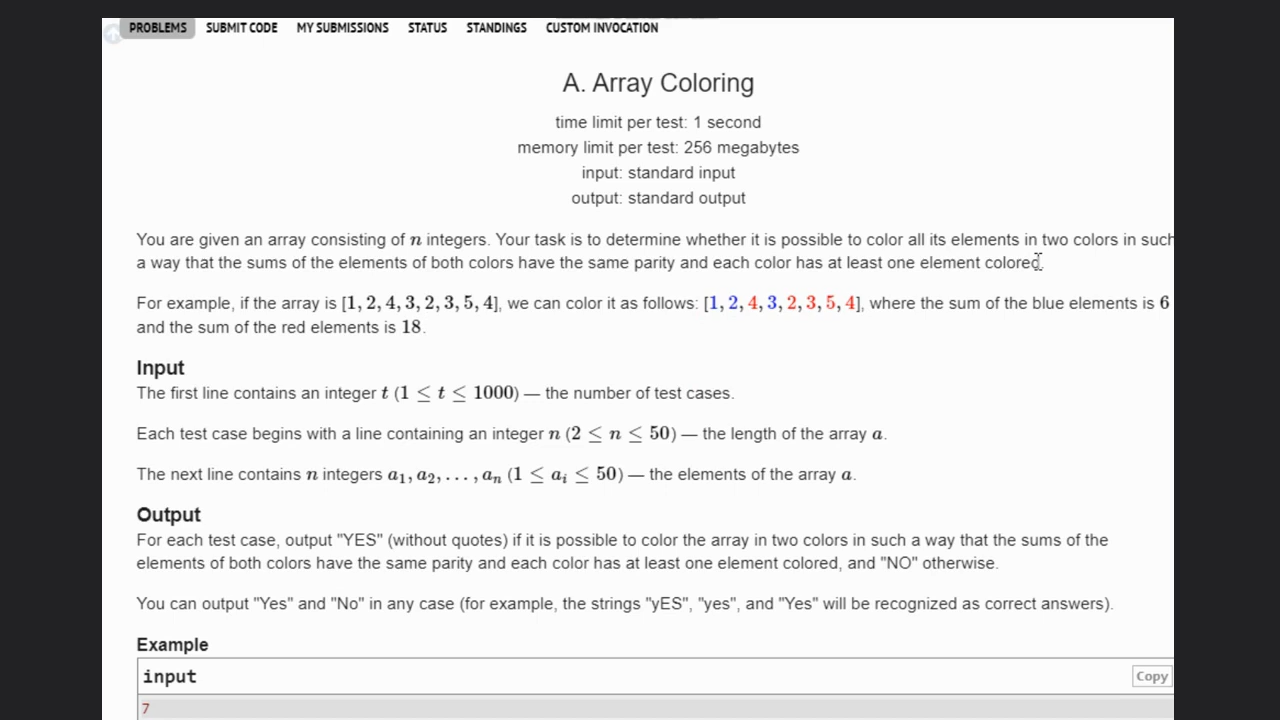 PROBLEMS SUBMIT CODE MY SUBMISSIONS STATUS STANDINGS CUSTOM INVOCATION
A. Array Coloring
time limit per test: 1 second
memory limit per test: 256 megabytes
input: standard input
output: standard output
You are given an array consisting of n integers. Your task is to determine whether it is possible to color all its elements in two colors in such
a way that the sums of the elements of both colors have the same parity and each color has at least one element colored.
For example, if the array is [1, 2, 4, 3, 2, 3, 5, 4], we can color it as follows: [1, 2, 4, 3, 2, 3, 5, 4], where the sum of the blue elements is 6
and the sum of the red elements is 18.
Input
The first line contains an integer t (1 ≤ t ≤ 1000) — the number of test cases.
Each test case begins with a line containing an integer n (2 ≤ n ≤ 50) — the length of the array a.
The next line contains n integers a₁, a₂, . . . , aₙ (1 ≤ aᵢ ≤ 50) — the elements of the array a.
Output
For each test case, output "YES" (without quotes) if it is possible to color the array in two colors in such a way that the sums of the
elements of both colors have the same parity and each color has at least one element colored, and "NO" otherwise.
You can output "Yes" and "No" in any case (for example, the strings "yES", "yes", and "Yes" will be recognized as correct answers).
Example
input Copy
7